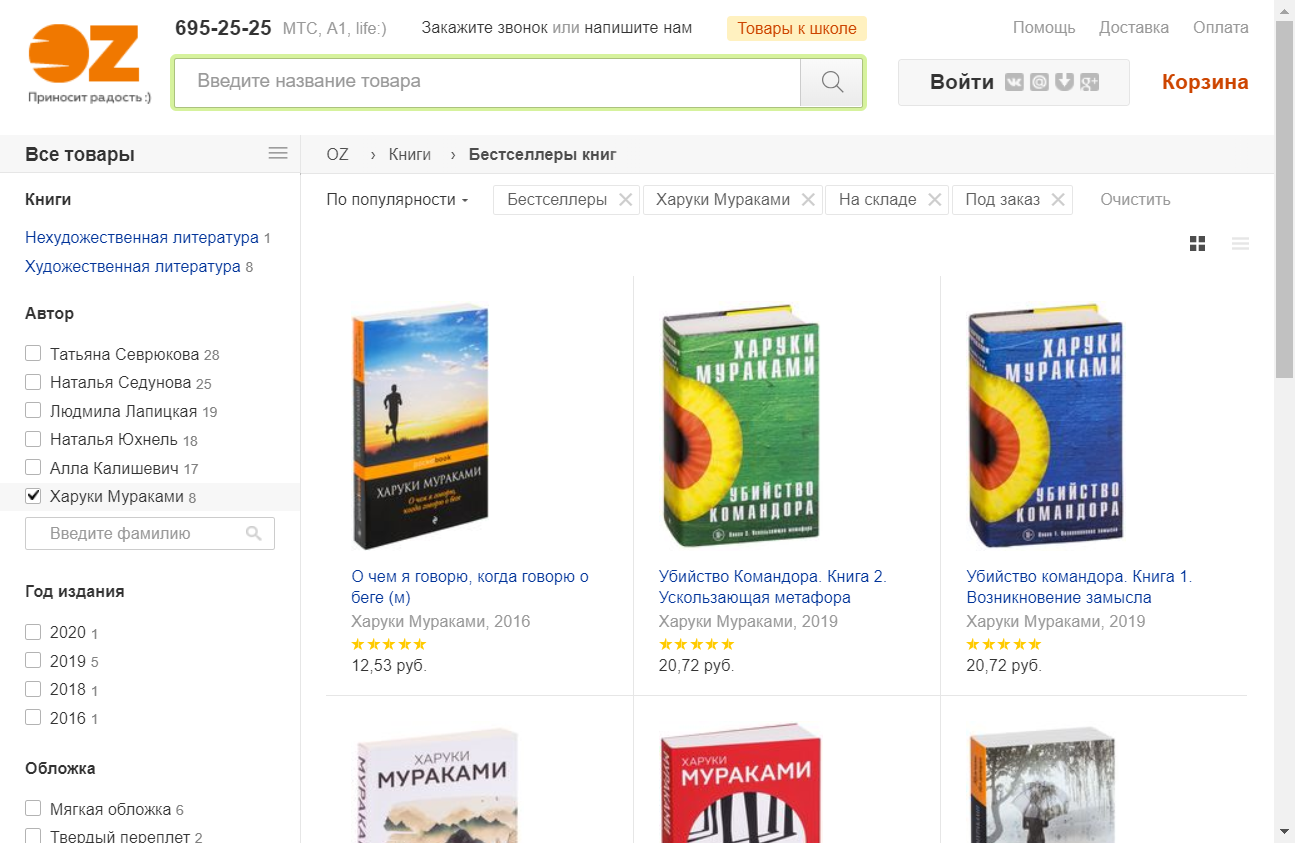 OZ
Приносит радость :)
695-25-25 МТС, A1, life:)
Закажите звонок или напишите нам
Товары к школе
Помощь Доставка Оплата
Введите название товара
Войти
Корзина
Все товары
OZ › Книги › Бестселлеры книг
Книги
Нехудожественная литература 1
Художественная литература 8
Автор
Татьяна Севрюкова 28
Наталья Седунова 25
Людмила Лапицкая 19
Наталья Юхнель 18
Алла Калишевич 17
Харуки Мураками 8
Введите фамилию
Год издания
2020 1
2019 5
2018 1
2016 1
Обложка
Мягкая обложка 6
Твердый переплет 2
По популярности
Бестселлеры
Харуки Мураками
На складе
Под заказ
Очистить
ХАРУКИ МУРАКАМИ
О чем я говорю,
когда говорю о беге
ХАРУКИ
МУРАКАМИ
УБИЙСТВО
КОМАНДОРА
Книга 2. Ускользающая метафора
ХАРУКИ
МУРАКАМИ
УБИЙСТВО
КОМАНДОРА
Книга 1. Возникновение замысла
О чем я говорю, когда говорю о
беге (м)
Харуки Мураками, 2016
12,53 руб.
Убийство Командора. Книга 2.
Ускользающая метафора
Харуки Мураками, 2019
20,72 руб.
Убийство командора. Книга 1.
Возникновение замысла
Харуки Мураками, 2019
20,72 руб.
ХАРУКИ
МУРАКАМИ
ХАРУКИ
МУРАКАМИ